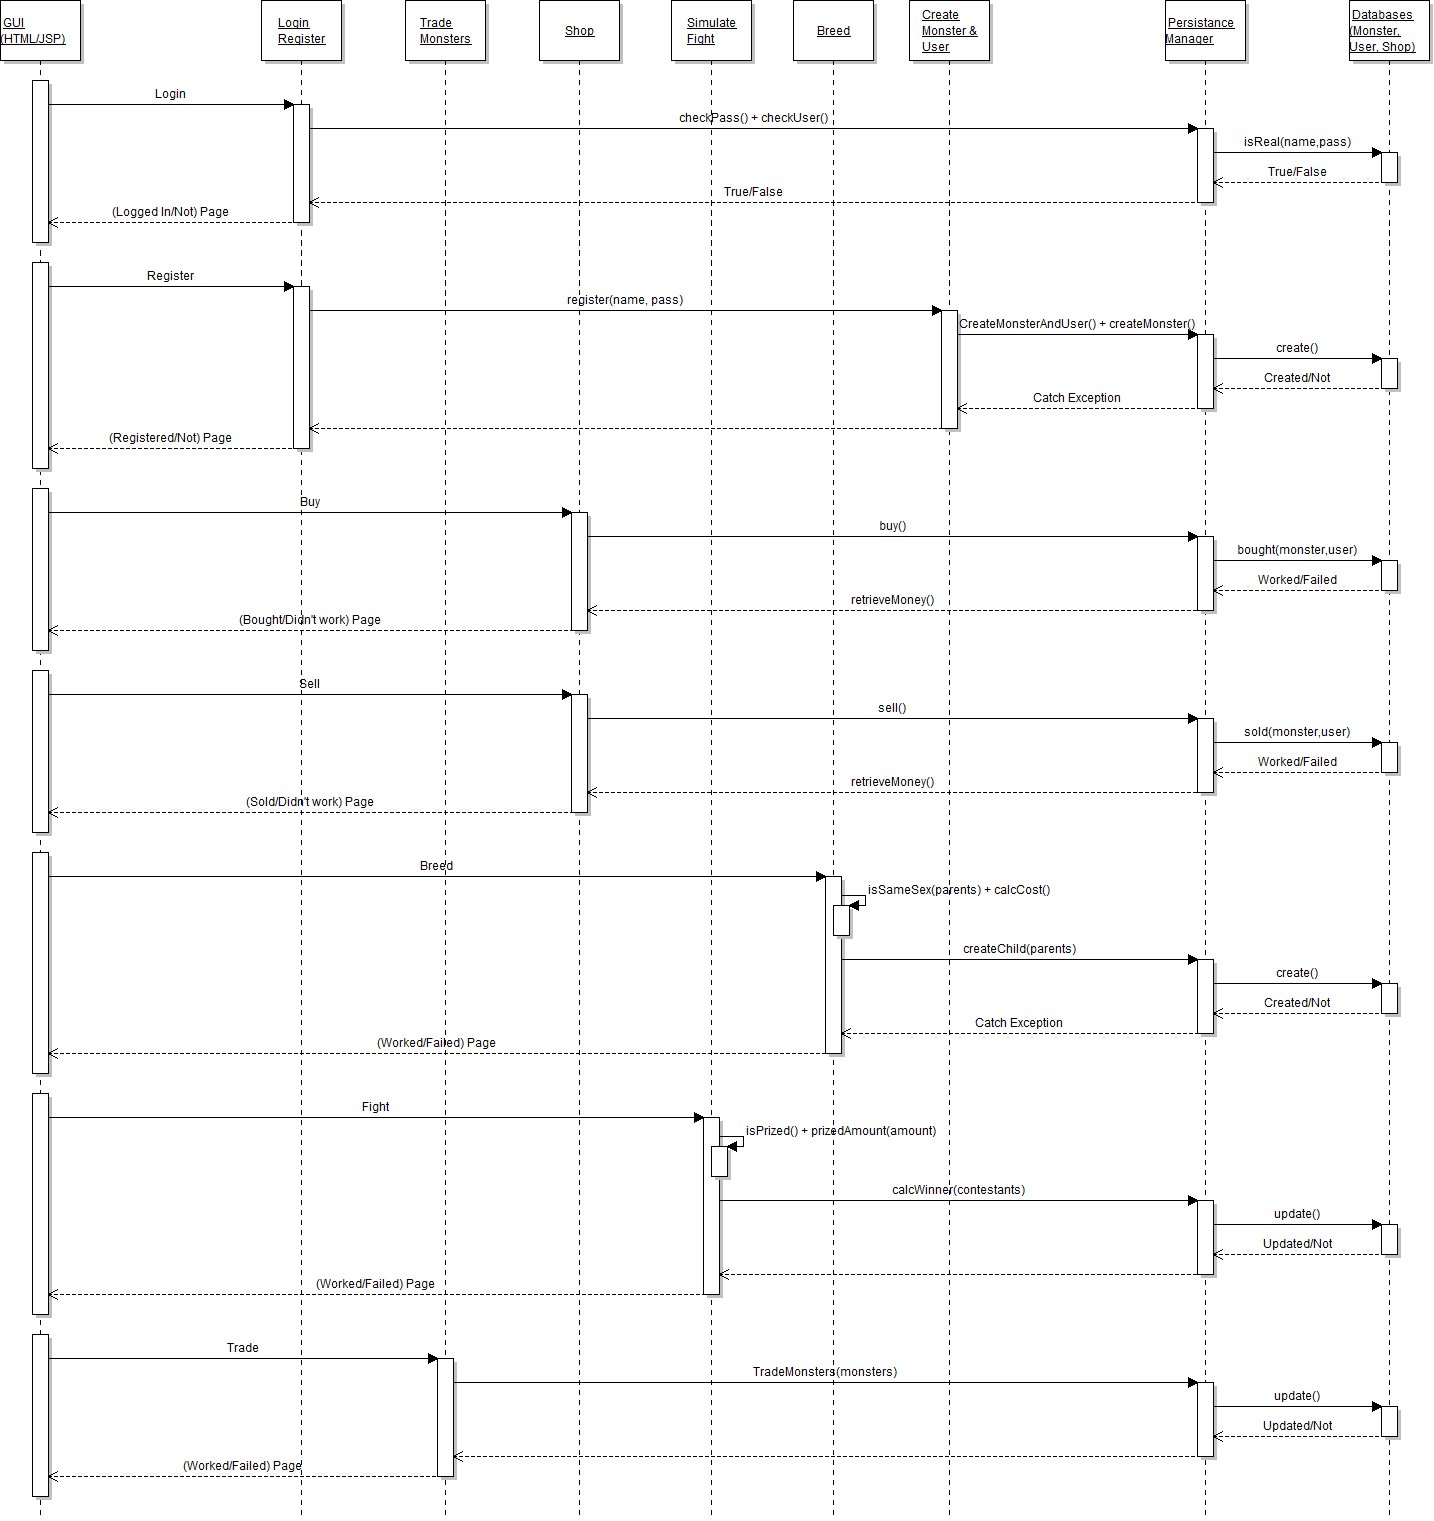 GUI
(HTML/JSP)
Login
Register
Trade
Monsters
Shop
Simulate
Fight
Breed
Create
Monster &
User
Persistance
Manager
Databases
(Monster,
User, Shop)
Login
checkPass() + checkUser()
isReal(name,pass)
True/False
True/False
(Logged In/Not) Page
Register
register(name, pass)
CreateMonsterAndUser() + createMonster()
create()
Created/Not
Catch Exception
(Registered/Not) Page
Buy
buy()
bought(monster,user)
Worked/Failed
retrieveMoney()
(Bought/Didn't work) Page
Sell
sell()
sold(monster,user)
Worked/Failed
retrieveMoney()
(Sold/Didn't work) Page
Breed
isSameSex(parents) + calcCost()
createChild(parents)
create()
Created/Not
Catch Exception
(Worked/Failed) Page
Fight
isPrized() + prizedAmount(amount)
calcWinner(contestants)
update()
Updated/Not
(Worked/Failed) Page
Trade
TradeMonsters(monsters)
update()
Updated/Not
(Worked/Failed) Page